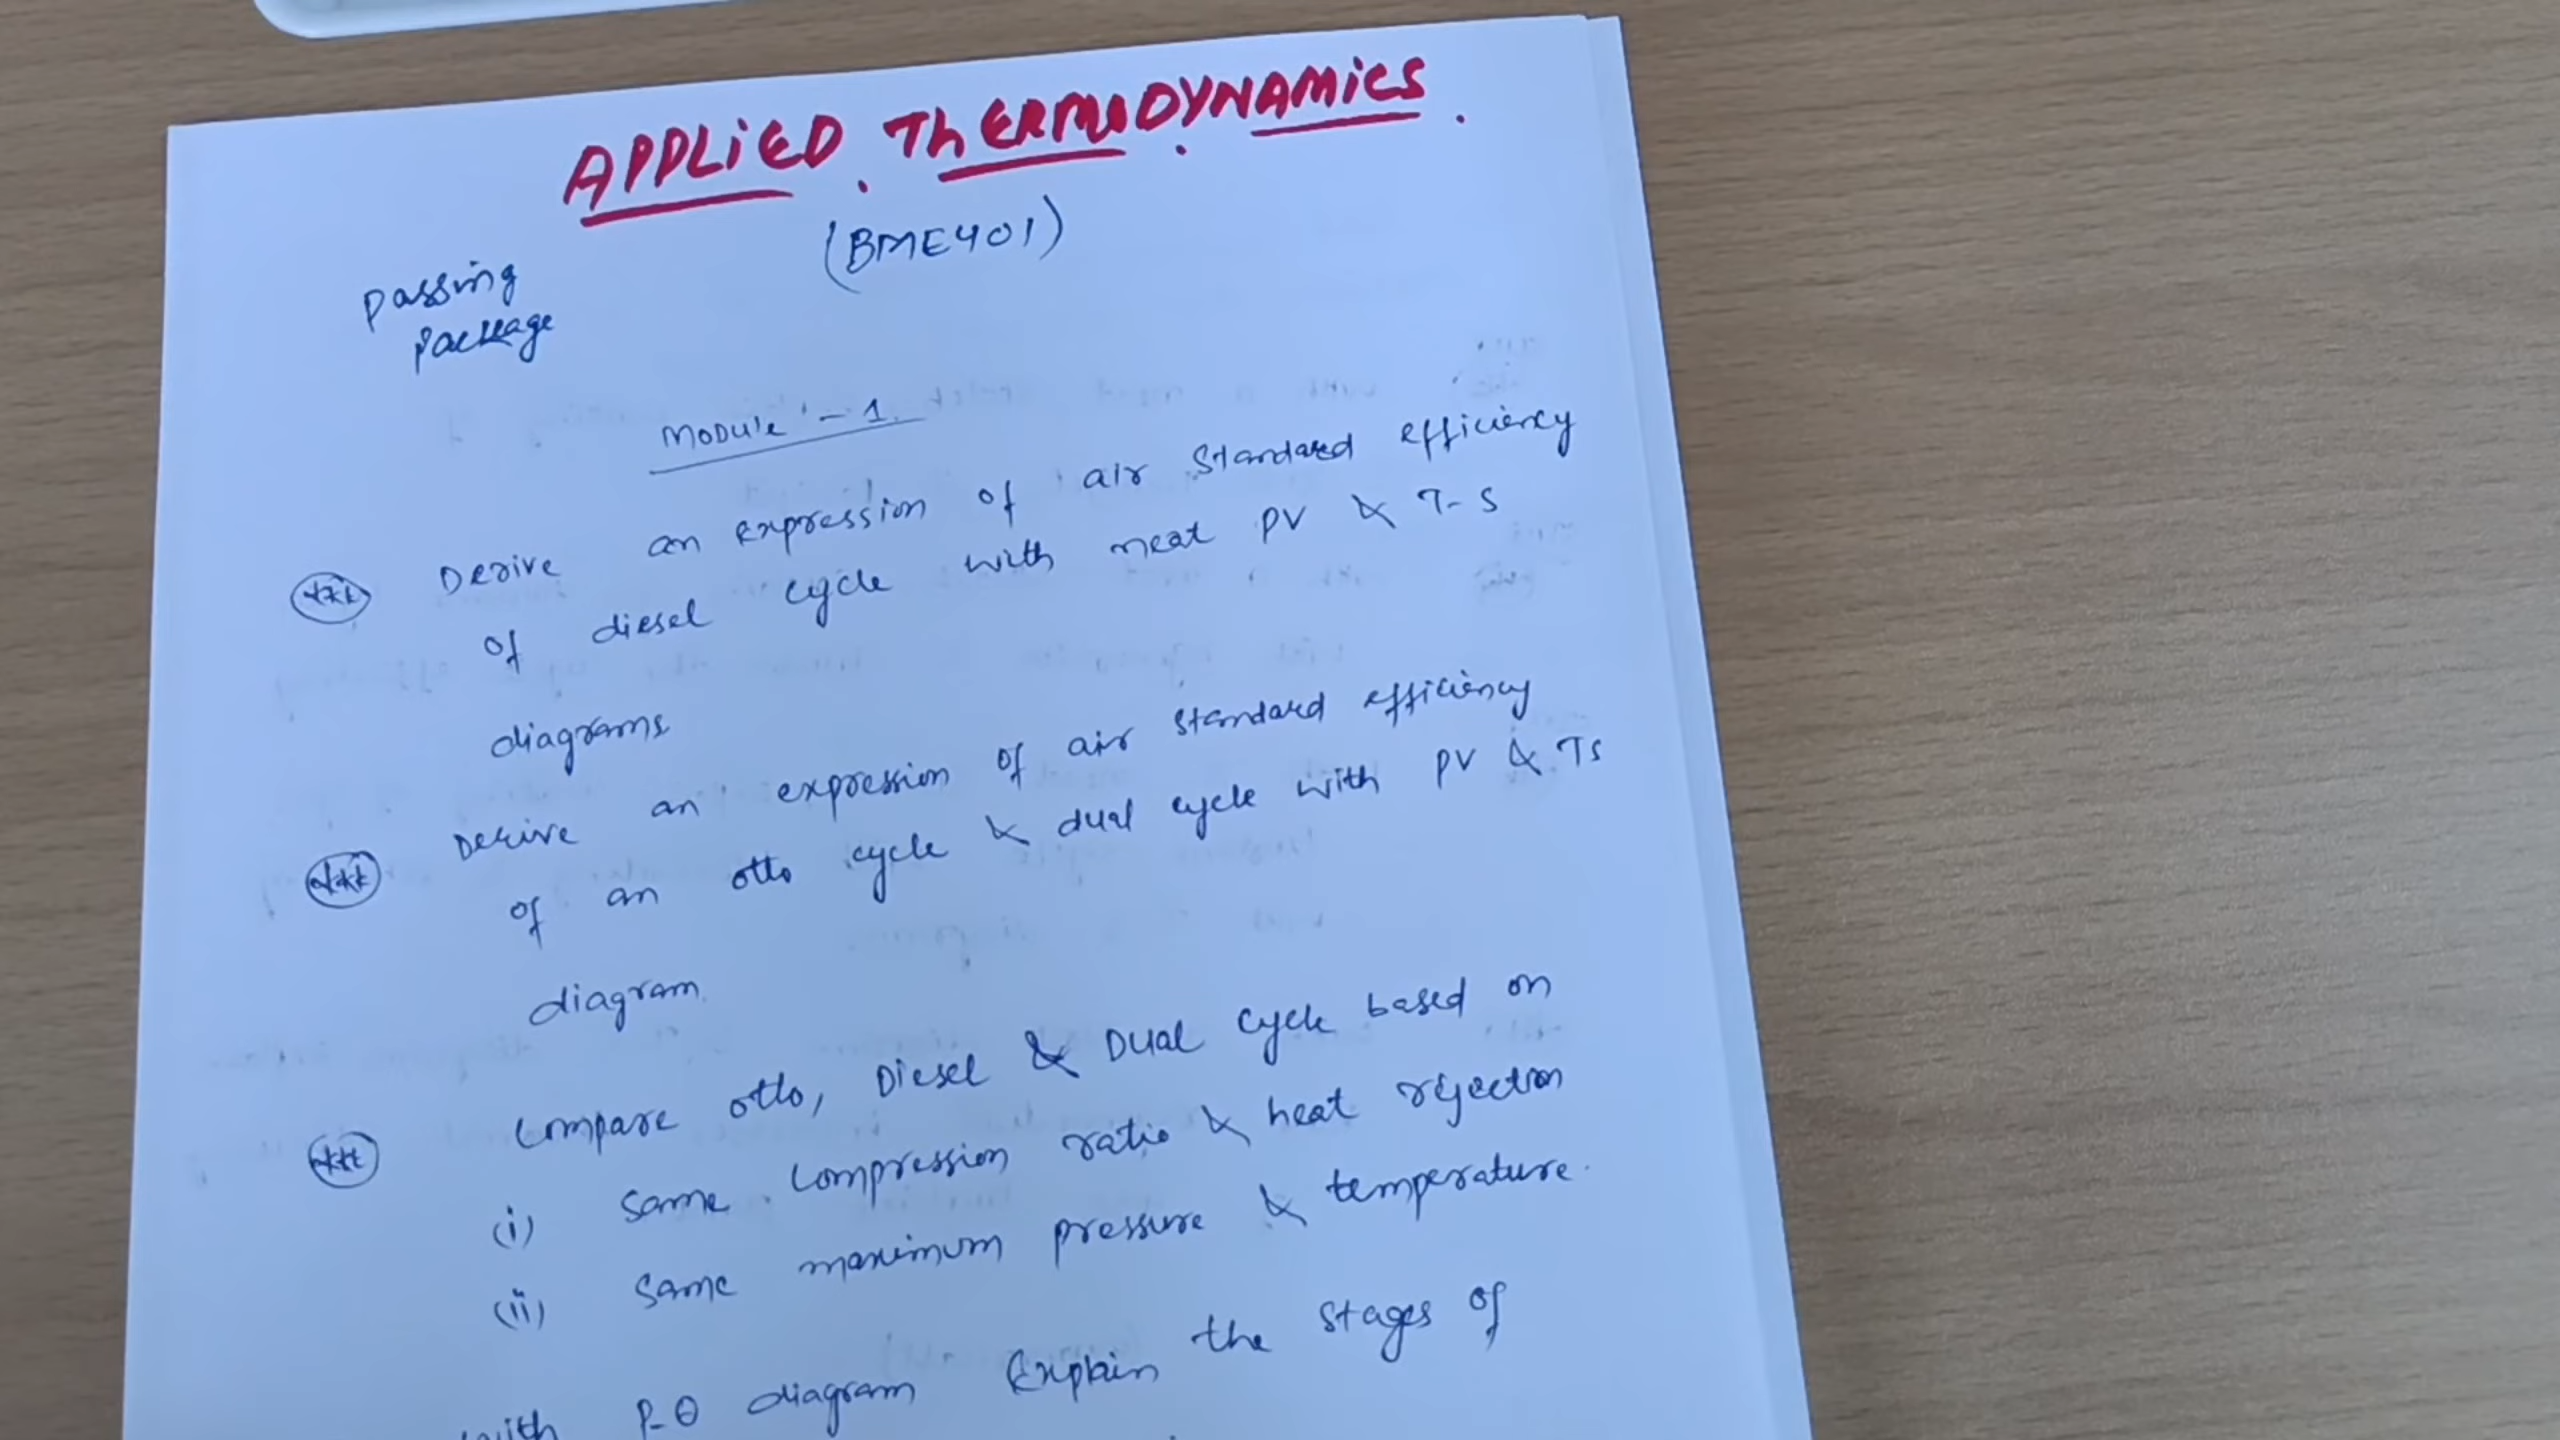 APPLIED THERMODYNAMICS.
(BME401)
passing
package
Module - 1.
*** Derive an expression of air standard efficiency
of diesel cycle with neat PV & T-S
diagrams
*** Derive an expression of air standard efficiency
of an otto cycle & dual cycle with PV & TS
diagram
*** Compare otto, Diesel & Dual cycle based on
(i) same compression ratio & heat rejection
(ii) same maximum pressure & temperature.
with P-θ diagram Explain the stages of